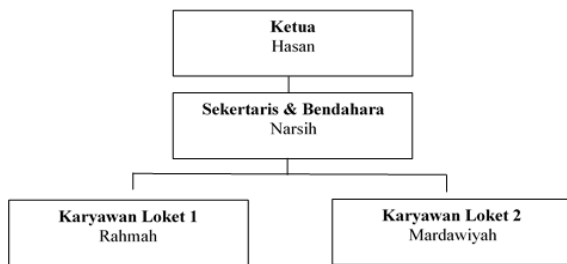 Ketua
Hasan
Sekertaris & Bendahara
Narsih
Karyawan Loket 1
Rahmah
Karyawan Loket 2
Mardawiyah